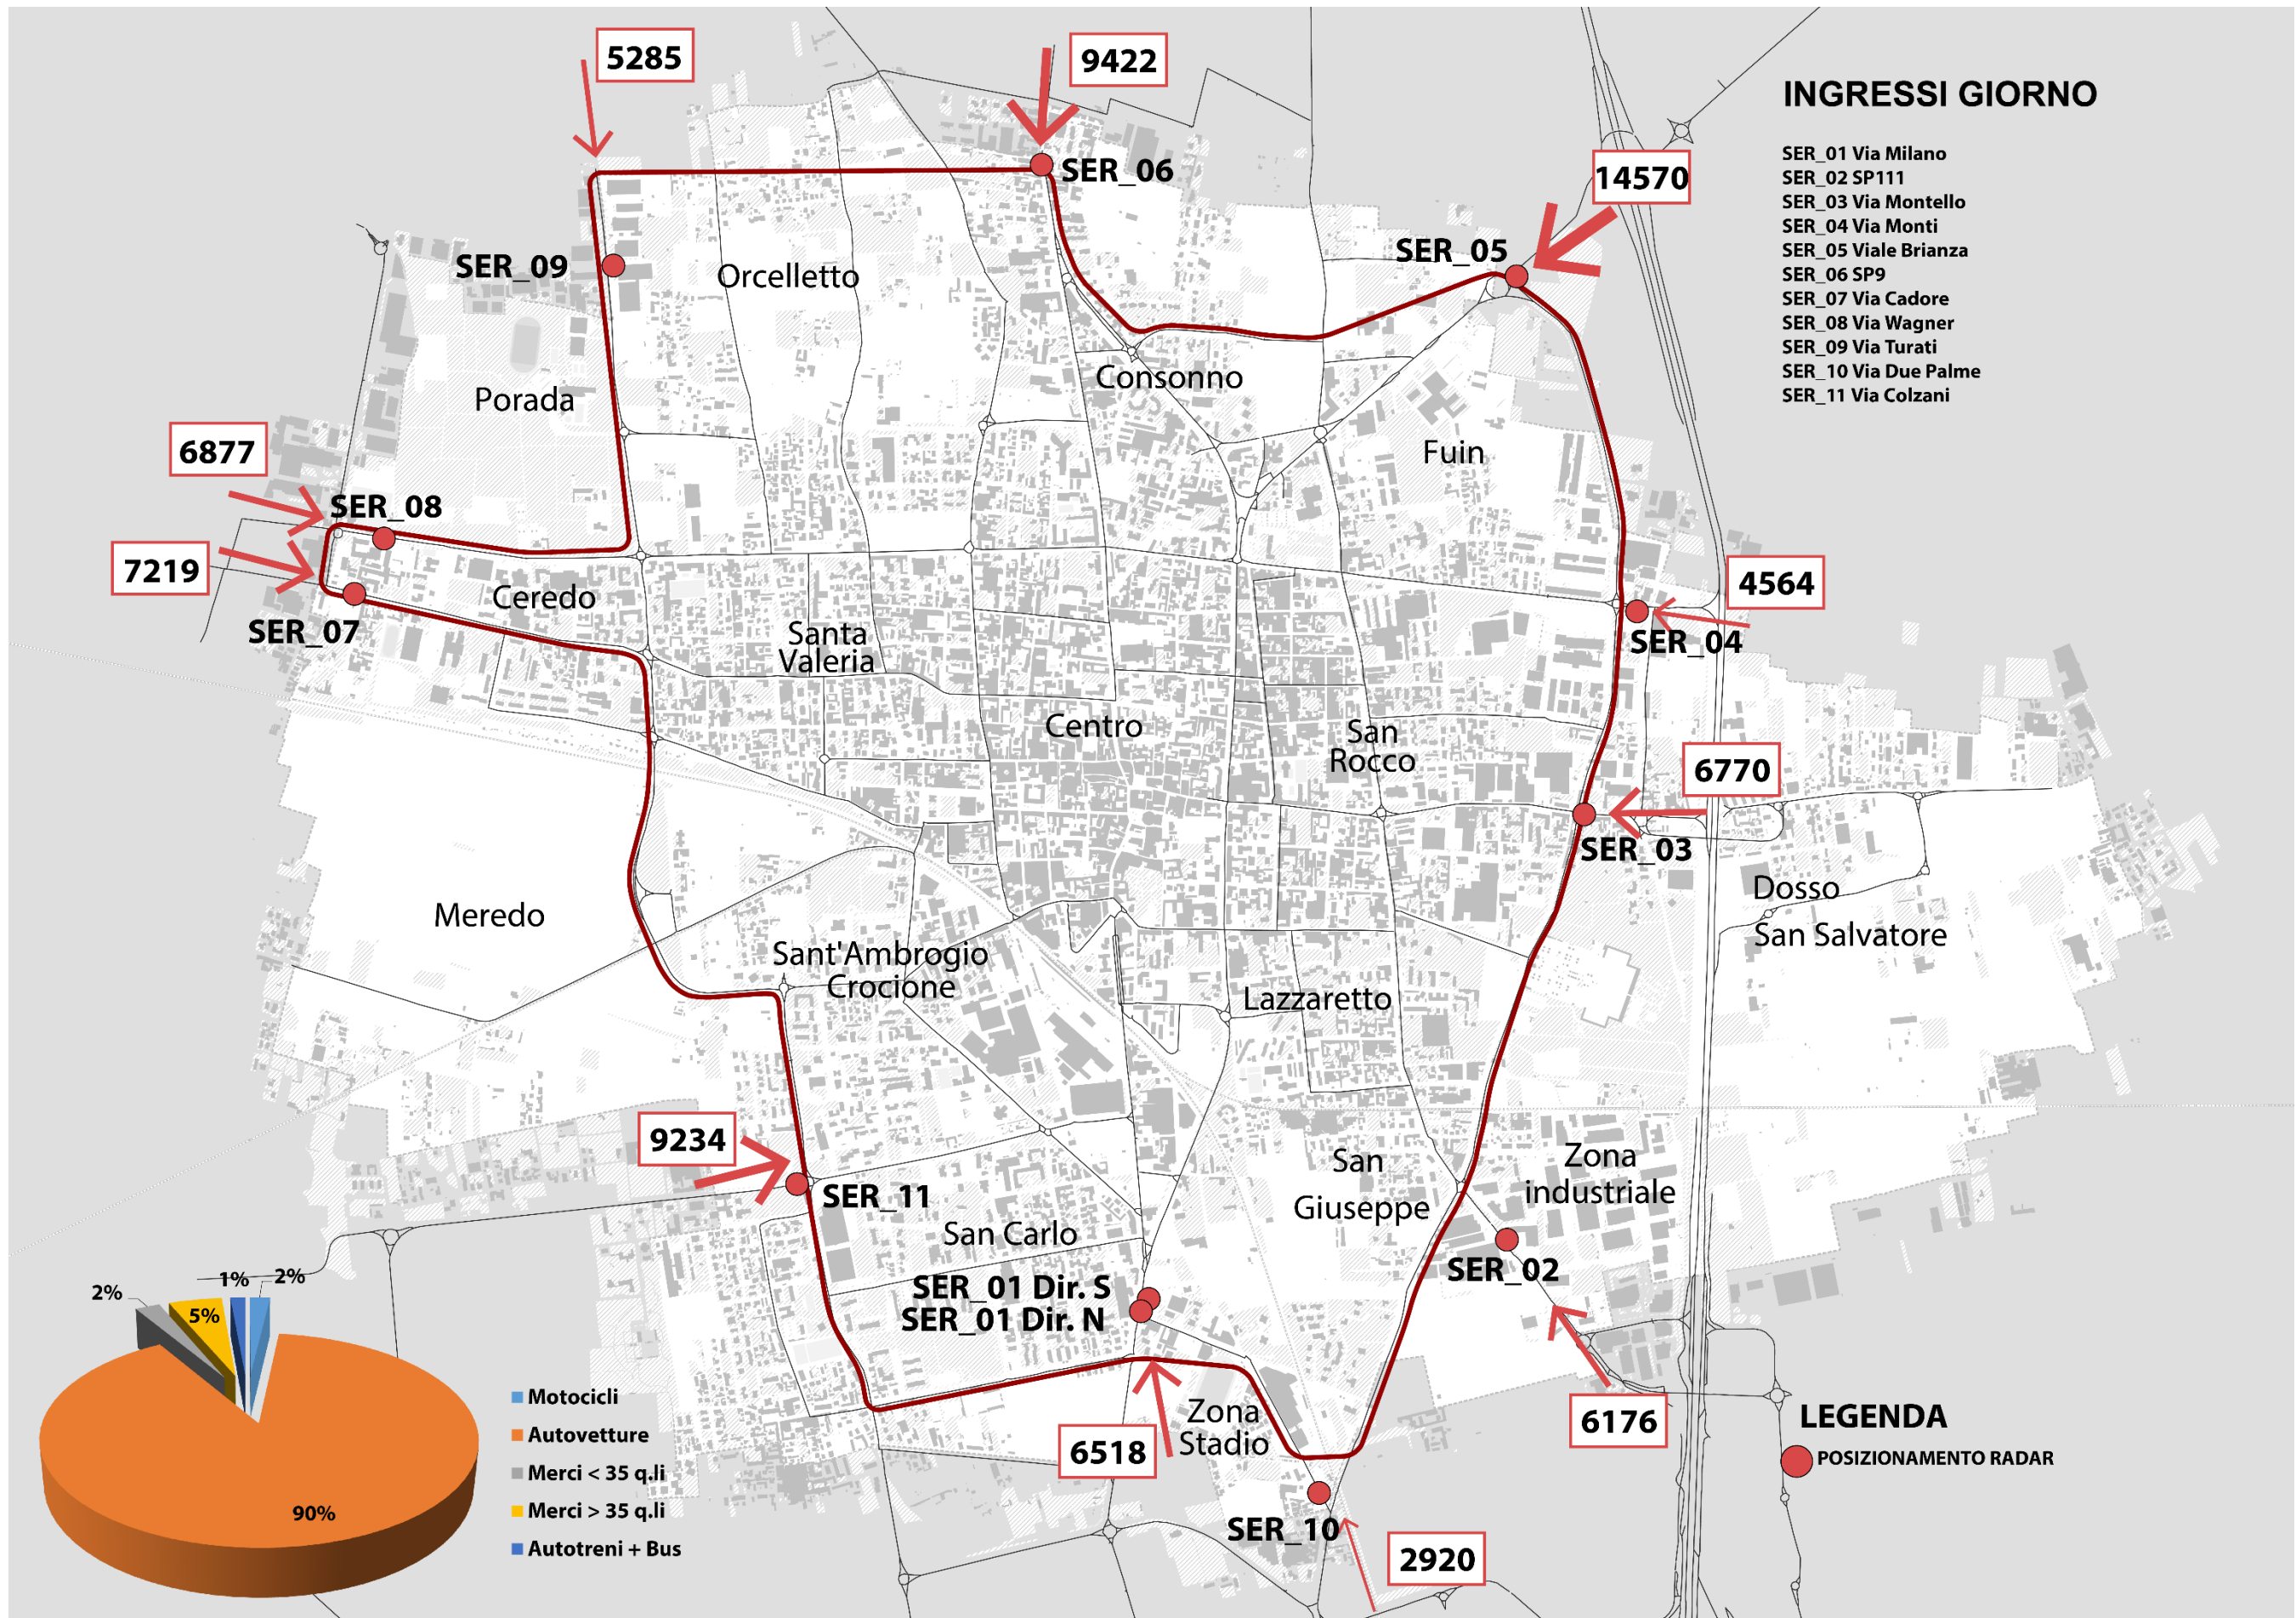 5285
9422
INGRESSI GIORNO
SER_01 Via Milano
SER_02 SP111
SER_03 Via Montello
SER_04 Via Monti
SER_05 Viale Brianza
SER_06 SP9
SER_07 Via Cadore
SER_08 Via Wagner
SER_09 Via Turati
SER_10 Via Due Palme
SER_11 Via Colzani
14570
SER_06
SER_05
SER_09
Orcelletto
Consonno
Porada
6877
Fuin
SER_08
7219
4564
Ceredo
SER_07
Santa
Valeria
SER_04
Centro
San
Rocco
6770
SER_03
Dosso
San Salvatore
Meredo
Sant'Ambrogio
Crocione
Lazzaretto
9234
SER_11
San
Giuseppe
Zona
industriale
San Carlo
SER_02
SER_01 Dir. S
SER_01 Dir. N
2%
5%
1%
2%
90%
Motocicli
Autovetture
Merci < 35 q.li
Merci > 35 q.li
Autotreni + Bus
6518
Zona
Stadio
6176
SER_10
2920
LEGENDA
POSIZIONAMENTO RADAR